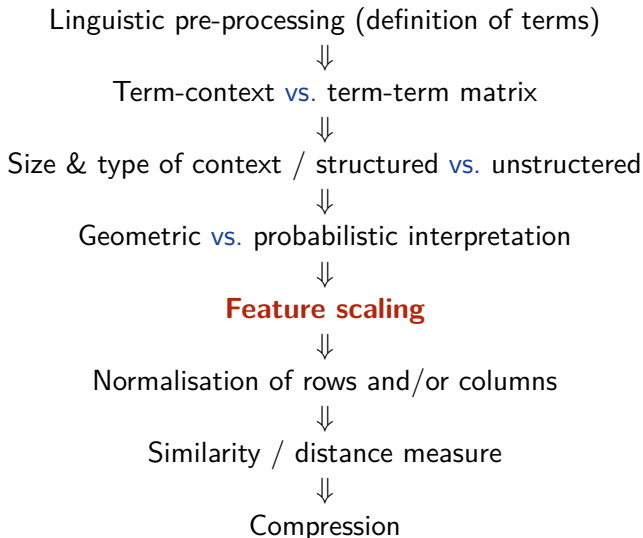 Linguistic pre-processing (definition of terms)
⇓
Term-context vs. term-term matrix
⇓
Size & type of context / structured vs. unstructered
⇓
Geometric vs. probabilistic interpretation
⇓
Feature scaling
⇓
Normalisation of rows and/or columns
⇓
Similarity / distance measure
⇓
Compression